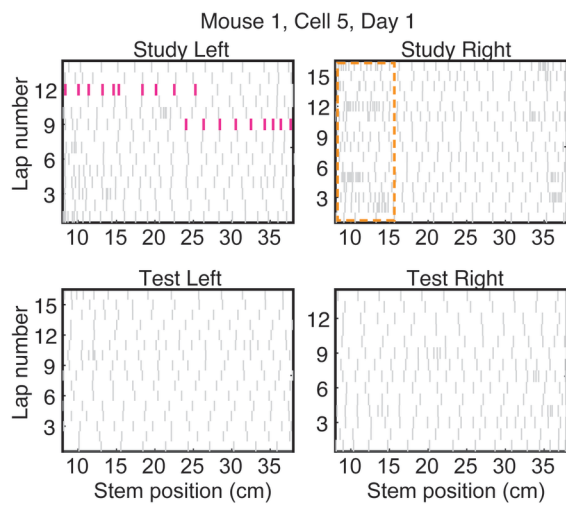 Mouse 1, Cell 5, Day 1
Study Left
Study Right
Lap number
12
9
6
3
10 15 20 25 30 35
15
12
9
6
3
10 15 20 25 30 35
Test Left
Test Right
Lap number
15
12
9
6
3
10 15 20 25 30 35
Stem position (cm)
12
9
6
3
10 15 20 25 30 35
Stem position (cm)